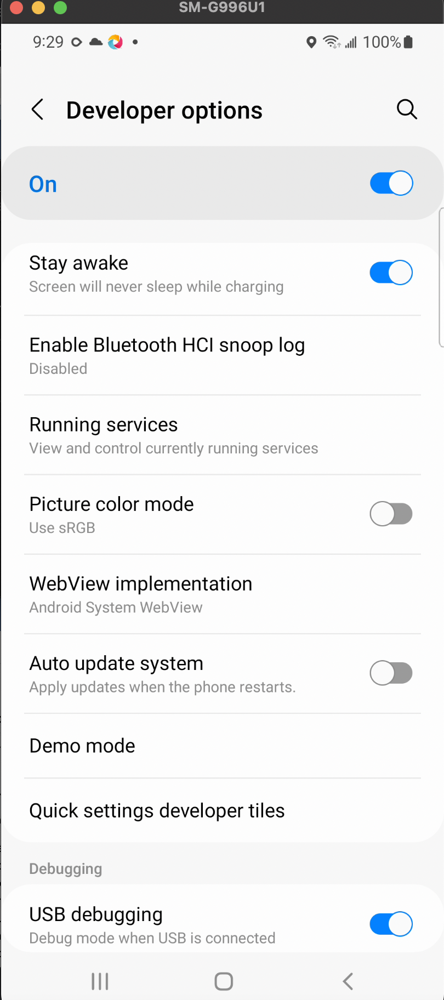 SM-G996U1
9:29
100%
Developer options
On
Stay awake
Screen will never sleep while charging
Enable Bluetooth HCI snoop log
Disabled
Running services
View and control currently running services
Picture color mode
Use sRGB
WebView implementation
Android System WebView
Auto update system
Apply updates when the phone restarts.
Demo mode
Quick settings developer tiles
Debugging
USB debugging
Debug mode when USB is connected